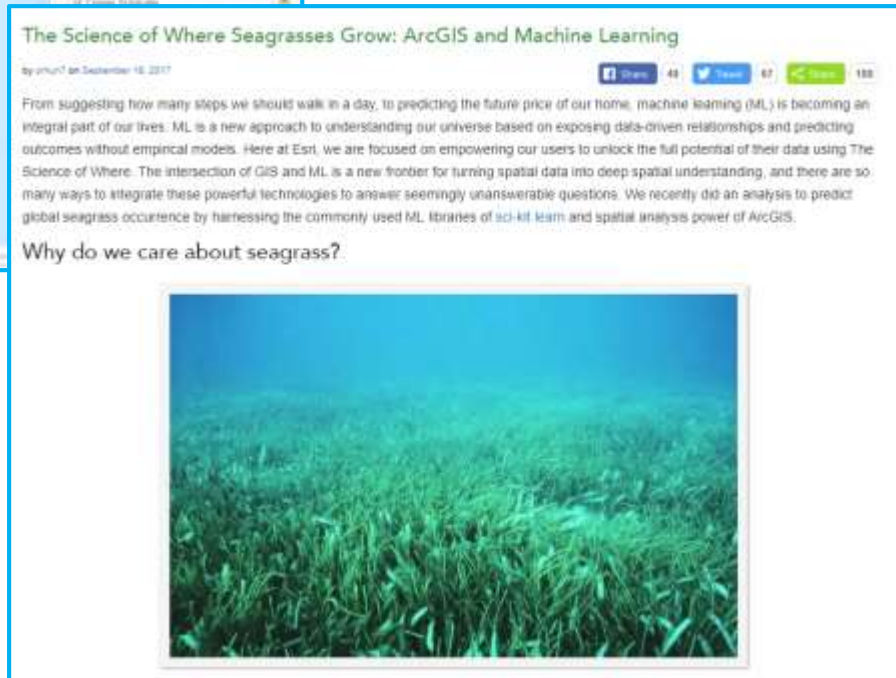 The Science of Where Seagrasses Grow: ArcGIS and Machine Learning
by on September 18, 2017
Share 49 Tweet 67 Share 188
From suggesting how many steps we should walk in a day, to predicting the future price of our home, machine learning (ML) is becoming an
integral part of our lives. ML is a new approach to understanding our universe based on exposing data-driven relationships and predicting
outcomes without empirical models. Here at Esri, we are focused on empowering our users to unlock the full potential of their data using The
Science of Where. The intersection of GIS and ML is a new frontier for turning spatial data into deep spatial understanding, and there are so
many ways to integrate these powerful technologies to answer seemingly unanswerable questions. We recently did an analysis to predict
global seagrass occurrence by harnessing the commonly used ML libraries of sci-kit learn and spatial analysis power of ArcGIS.
Why do we care about seagrass?